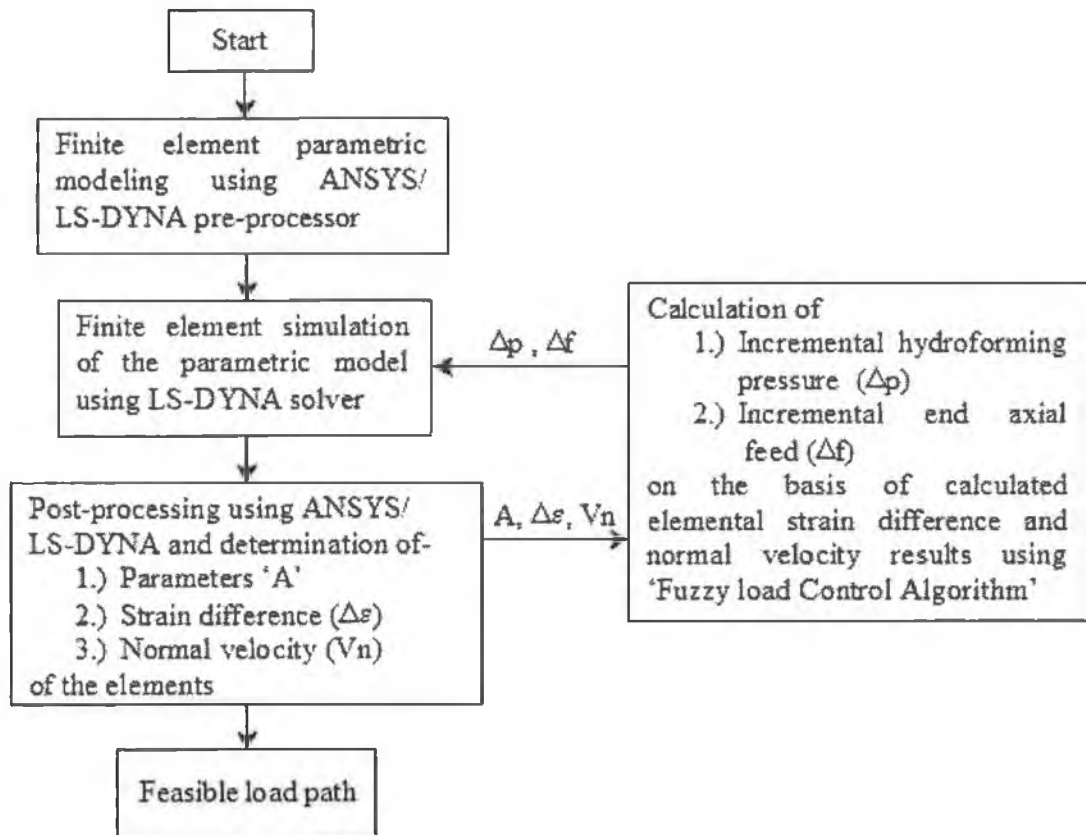 Start
Finite element parametric
modeling using ANSYS/
LS-DYNA pre-processor
Finite element simulation
of the parametric model
using LS-DYNA solver
Δp , Δf
Calculation of
1.) Incremental hydroforming
pressure (Δp)
2.) Incremental end axial
feed (Δf)
on the basis of calculated
elemental strain difference and
normal velocity results using
‘Fuzzy load Control Algorithm’
Post-processing using ANSYS/
LS-DYNA and determination of-
1.) Parameters ‘A’
2.) Strain difference (Δε)
3.) Normal velocity (Vn)
of the elements
A, Δε, Vn
Feasible load path